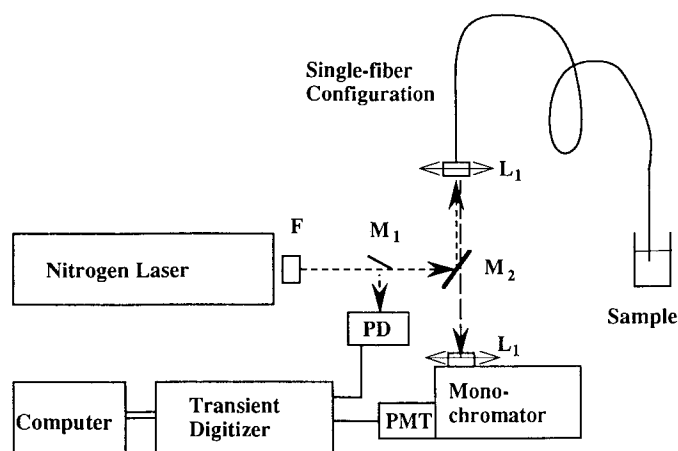 Single-fiber
Configuration
L1
F
M1
Nitrogen Laser
M2
PD
Sample
L1
Computer
Transient
Digitizer
PMT
Mono-
chromator